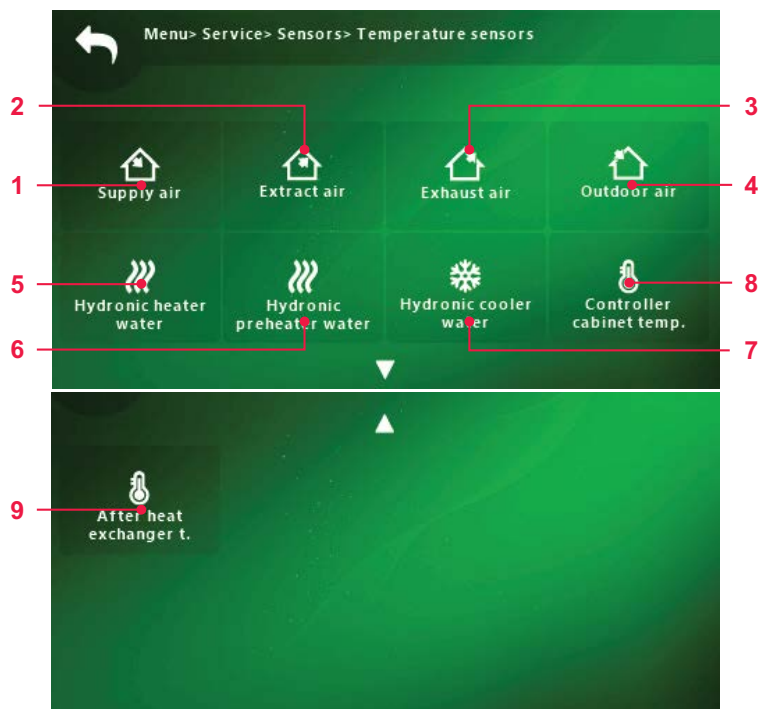 Menu> Service> Sensors> Temperature sensors
2
3
1
4
Supply air
Extract air
Exhaust air
Outdoor air
5
8
Hydronic heater
water
Hydronic
preheater water
Hydronic cooler
water
Controller
cabinet temp.
6
7
9
After heat
exchanger t.